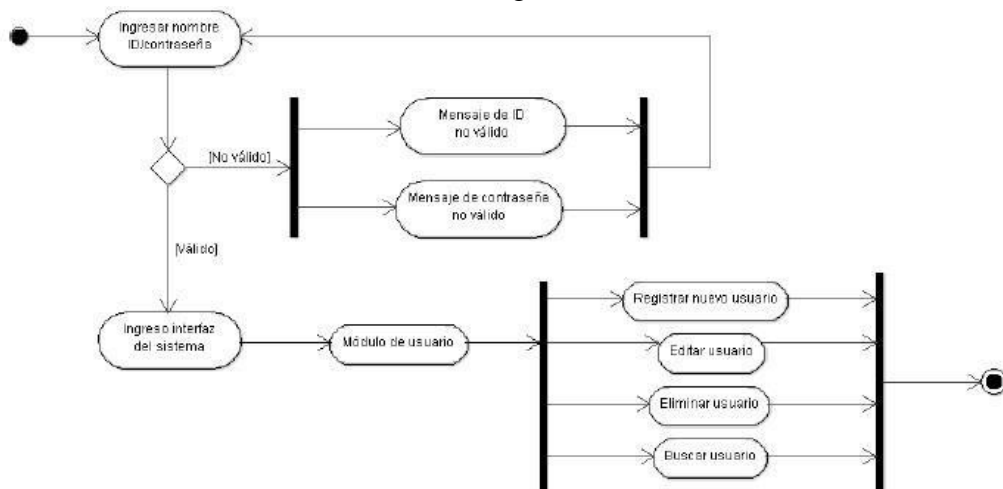 Ingresar nombre
ID/contraseña
Mensaje de ID
no válido
[No válido]
Mensaje de contraseña
no válido
[Válido]
Registrar nuevo usuario
Ingreso interfaz
del sistema
Módulo de usuario
Editar usuario
Eliminar usuario
Buscar usuario